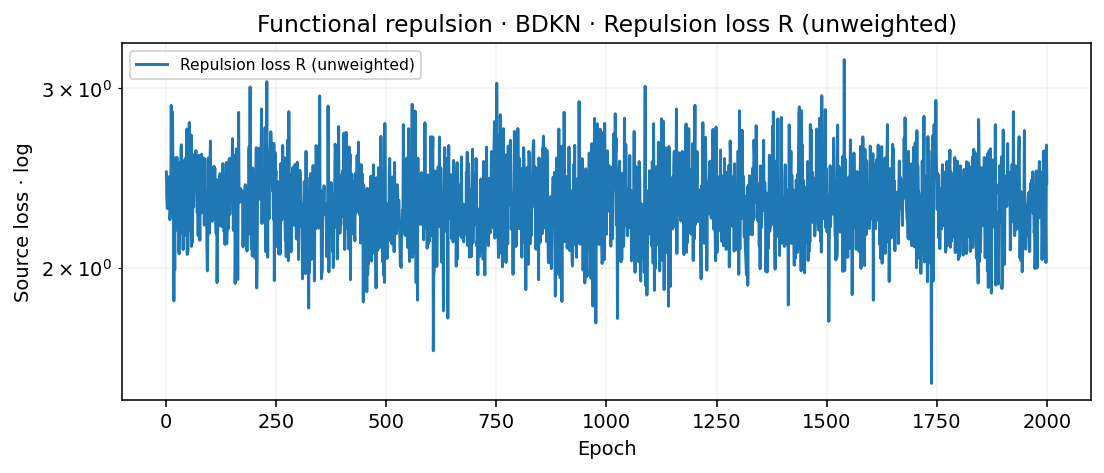 Functional repulsion · BDKN · Repulsion loss R (unweighted)
Repulsion loss R (unweighted)
3 × 10⁰
2 × 10⁰
Source loss · log
0 250 500 750 1000 1250 1500 1750 2000
Epoch